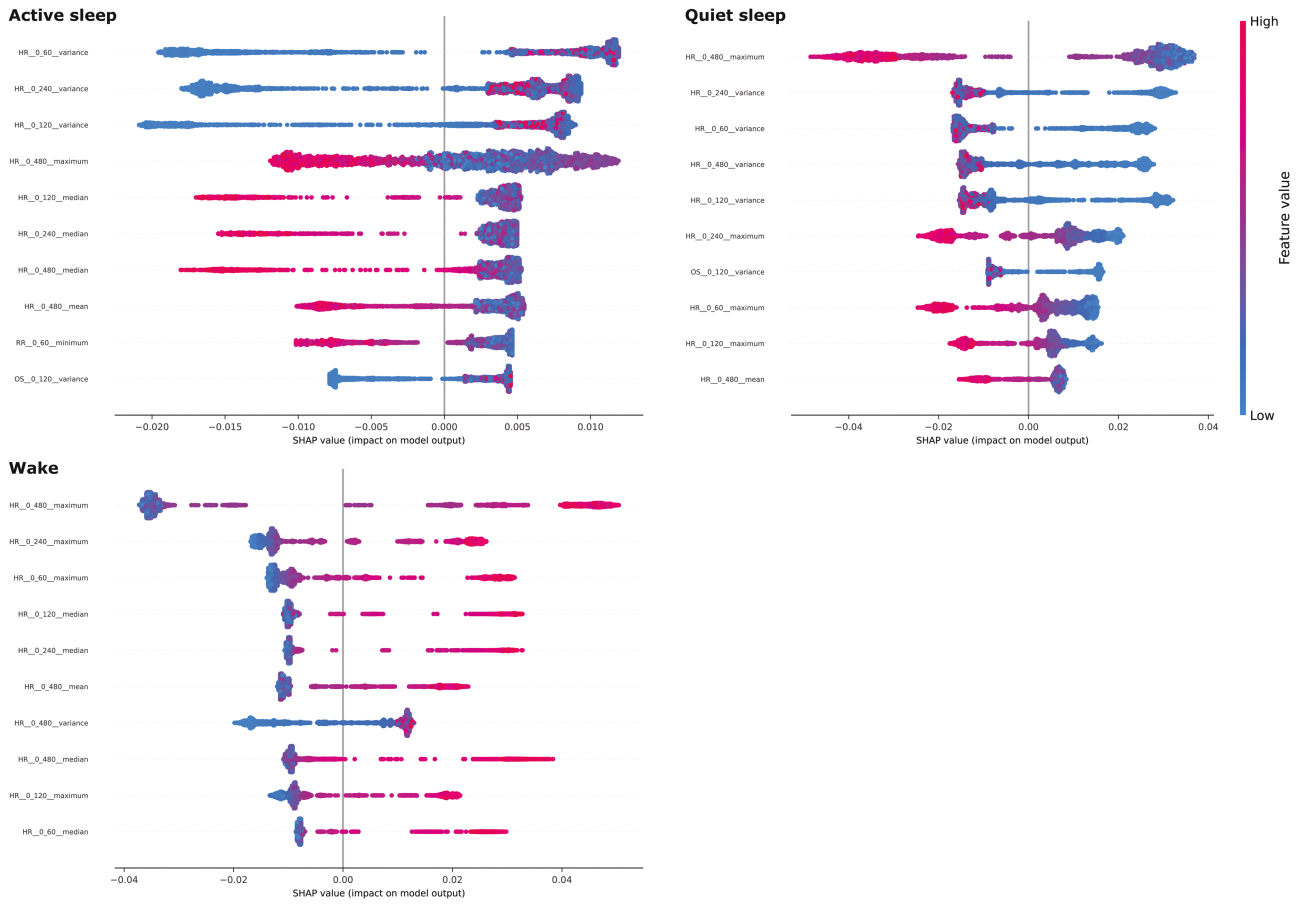 Active sleep
HR__0_60__variance
HR__0_240__variance
HR__0_120__variance
HR__0_480__maximum
HR__0_120__median
HR__0_240__median
HR__0_480__median
HR__0_480__mean
RR__0_60__minimum
OS__0_120__variance
−0.020 −0.015 −0.010 −0.005 0.000 0.005 0.010
SHAP value (impact on model output)
Quiet sleep
HR__0_480__maximum
HR__0_240__variance
HR__0_60__variance
HR__0_480__variance
HR__0_120__variance
HR__0_240__maximum
OS__0_120__variance
HR__0_60__maximum
HR__0_120__maximum
HR__0_480__mean
−0.04 −0.02 0.00 0.02 0.04
SHAP value (impact on model output)
High
Feature value
Low
Wake
HR__0_480__maximum
HR__0_240__maximum
HR__0_60__maximum
HR__0_120__median
HR__0_240__median
HR__0_480__mean
HR__0_480__variance
HR__0_480__median
HR__0_120__maximum
HR__0_60__median
−0.04 −0.02 0.00 0.02 0.04
SHAP value (impact on model output)